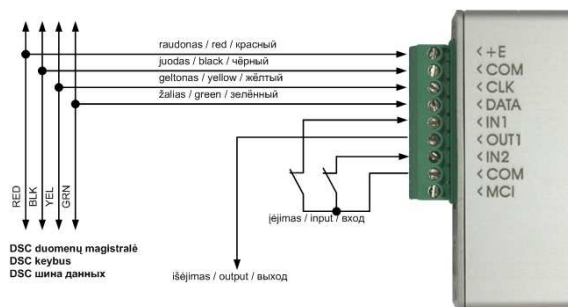 raudonas / red / красный
juodas / black / чёрный
geltonas / yellow / жёлтый
žalias / green / зелённый
<+E
<COM
<CLK
<DATA
<IN1
<OUT1
<IN2
<COM
<MCI
RED
BLK
YEL
GRN
įėjimas / input / вход
DSC duomenų magistralė
DSC keybus
DSC шина данных
išėjimas / output / выход